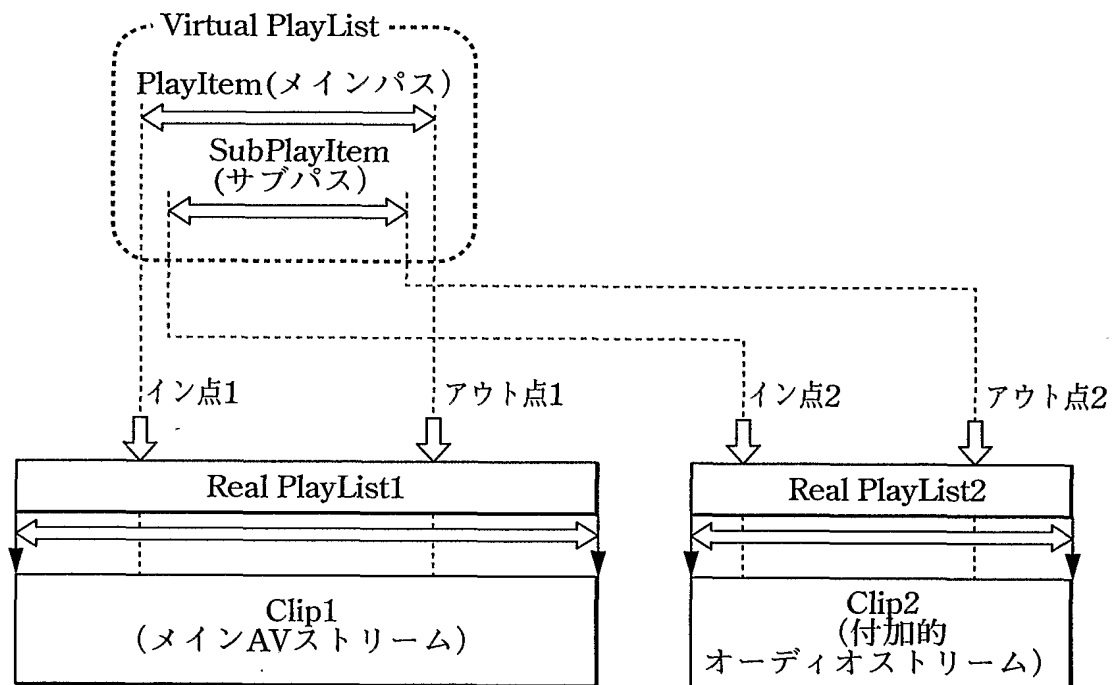 Virtual PlayList
PlayItem(メインパス)
SubPlayItem
(サブパス)
イン点1
アウト点1
イン点2
アウト点2
Real PlayList1
Real PlayList2
Clip1
(メインAVストリーム)
Clip2
(付加的
オーディオストリーム)